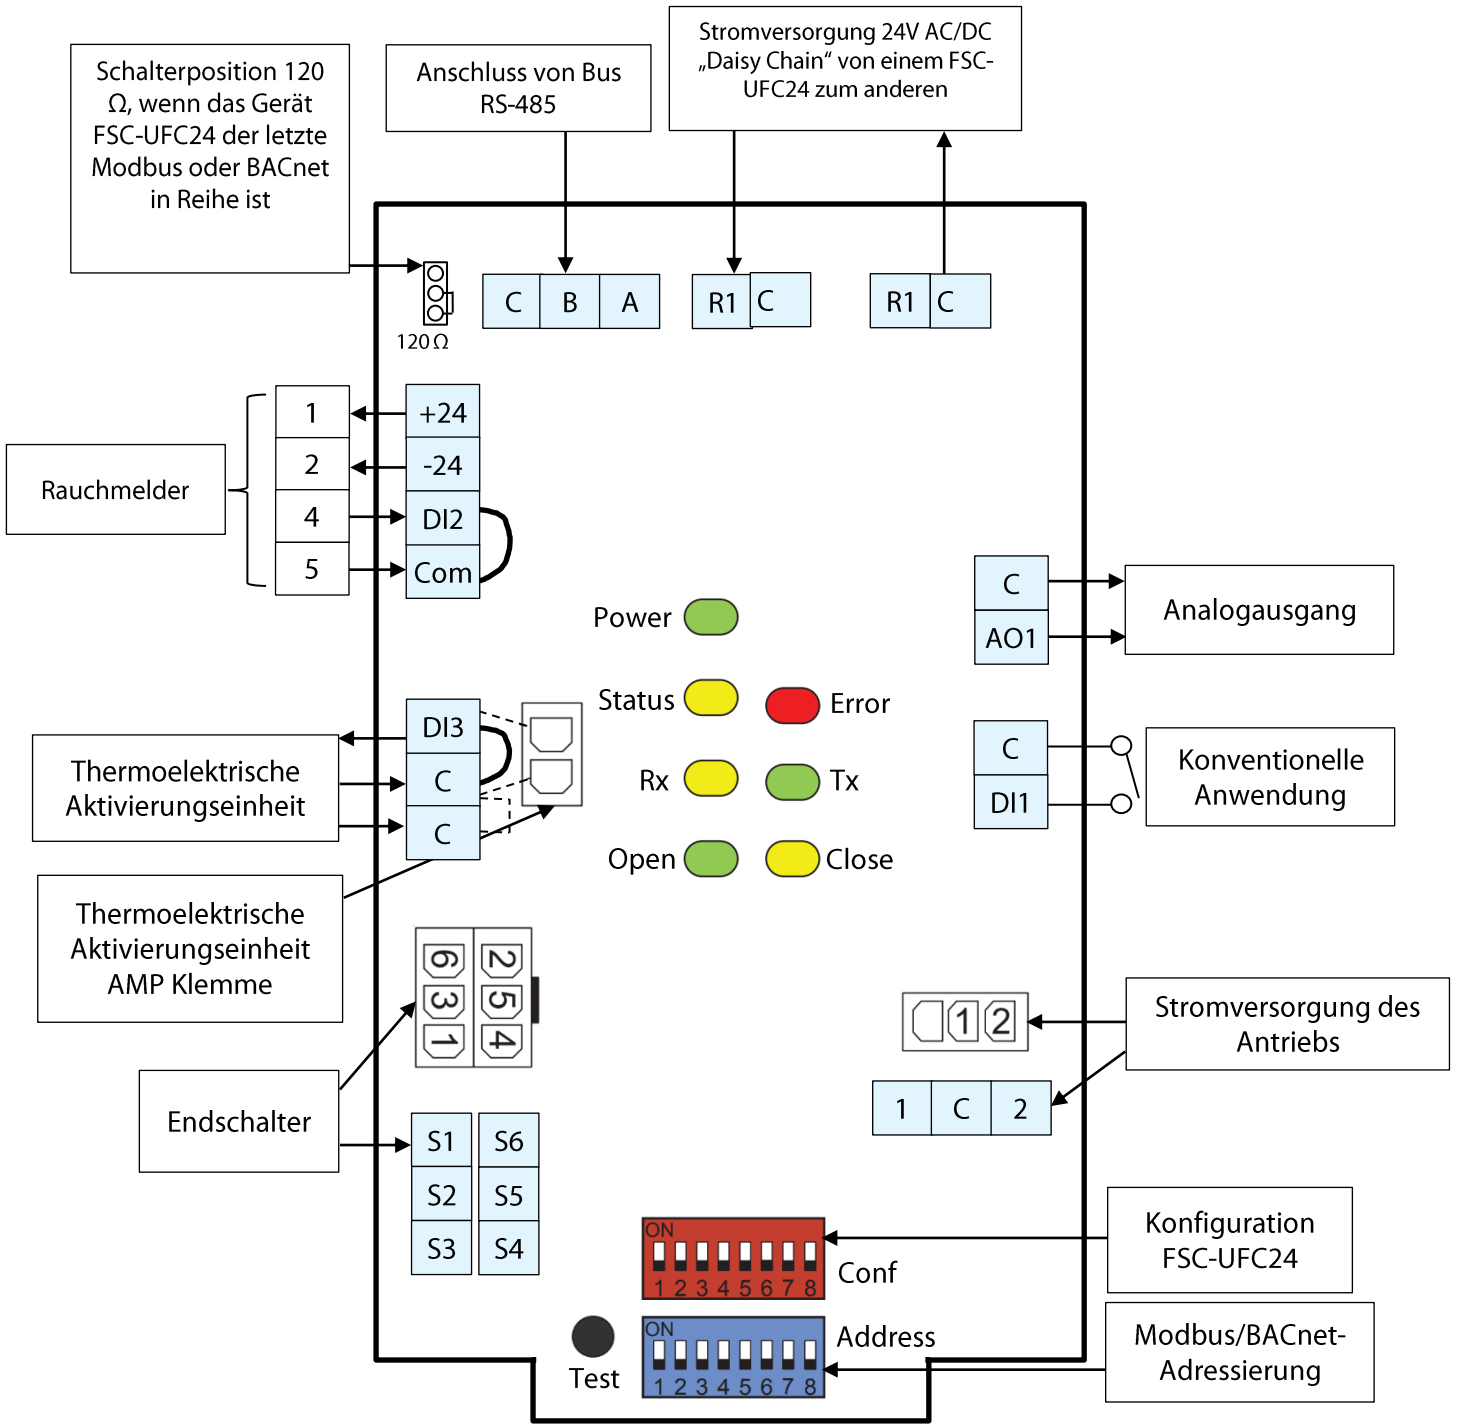 Stromversorgung 24V AC/DC
„Daisy Chain“ von einem FSC-
UFC24 zum anderen
Schalterposition 120
Ω, wenn das Gerät
FSC-UFC24 der letzte
Modbus oder BACnet
in Reihe ist
Anschluss von Bus
RS-485
C B A
R1 C
R1 C
120 Ω
Rauchmelder
1
2
4
5
+24
-24
DI2
Com
Power
Status
Error
Rx
Tx
Open
Close
C
AO1
Analogausgang
DI3
C
C
Thermoelektrische
Aktivierungseinheit
C
DI1
Konventionelle
Anwendung
Thermoelektrische
Aktivierungseinheit
AMP Klemme
6 2
3 5
1 4
1 2
Stromversorgung des
Antriebs
1 C 2
Endschalter
S1 S6
S2 S5
S3 S4
ON
1 2 3 4 5 6 7 8
Conf
Konfiguration
FSC-UFC24
Test
ON
1 2 3 4 5 6 7 8
Address
Modbus/BACnet-
Adressierung